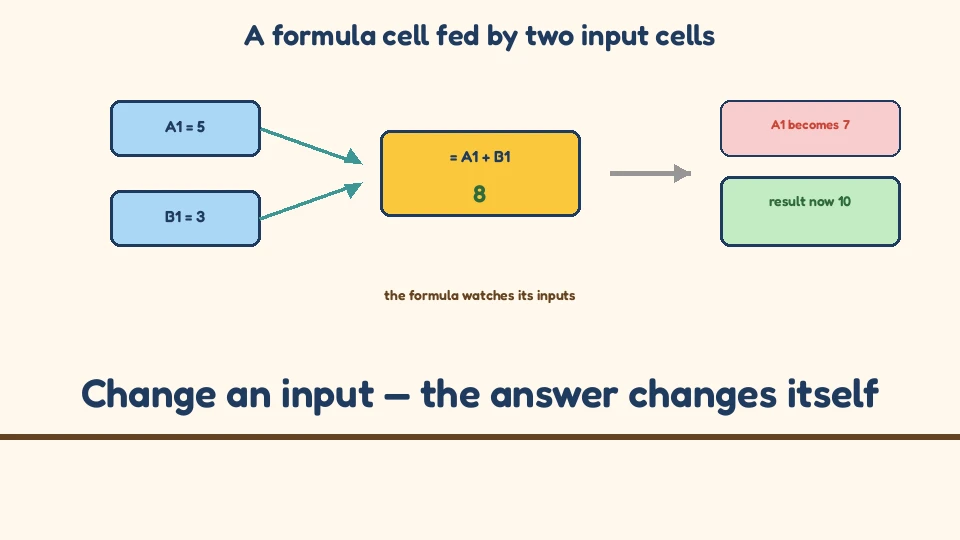 A formula cell fed by two input cells
A1 = 5
B1 = 3
= A1 + B1
8
A1 becomes 7
result now 10
the formula watches its inputs
Change an input — the answer changes itself